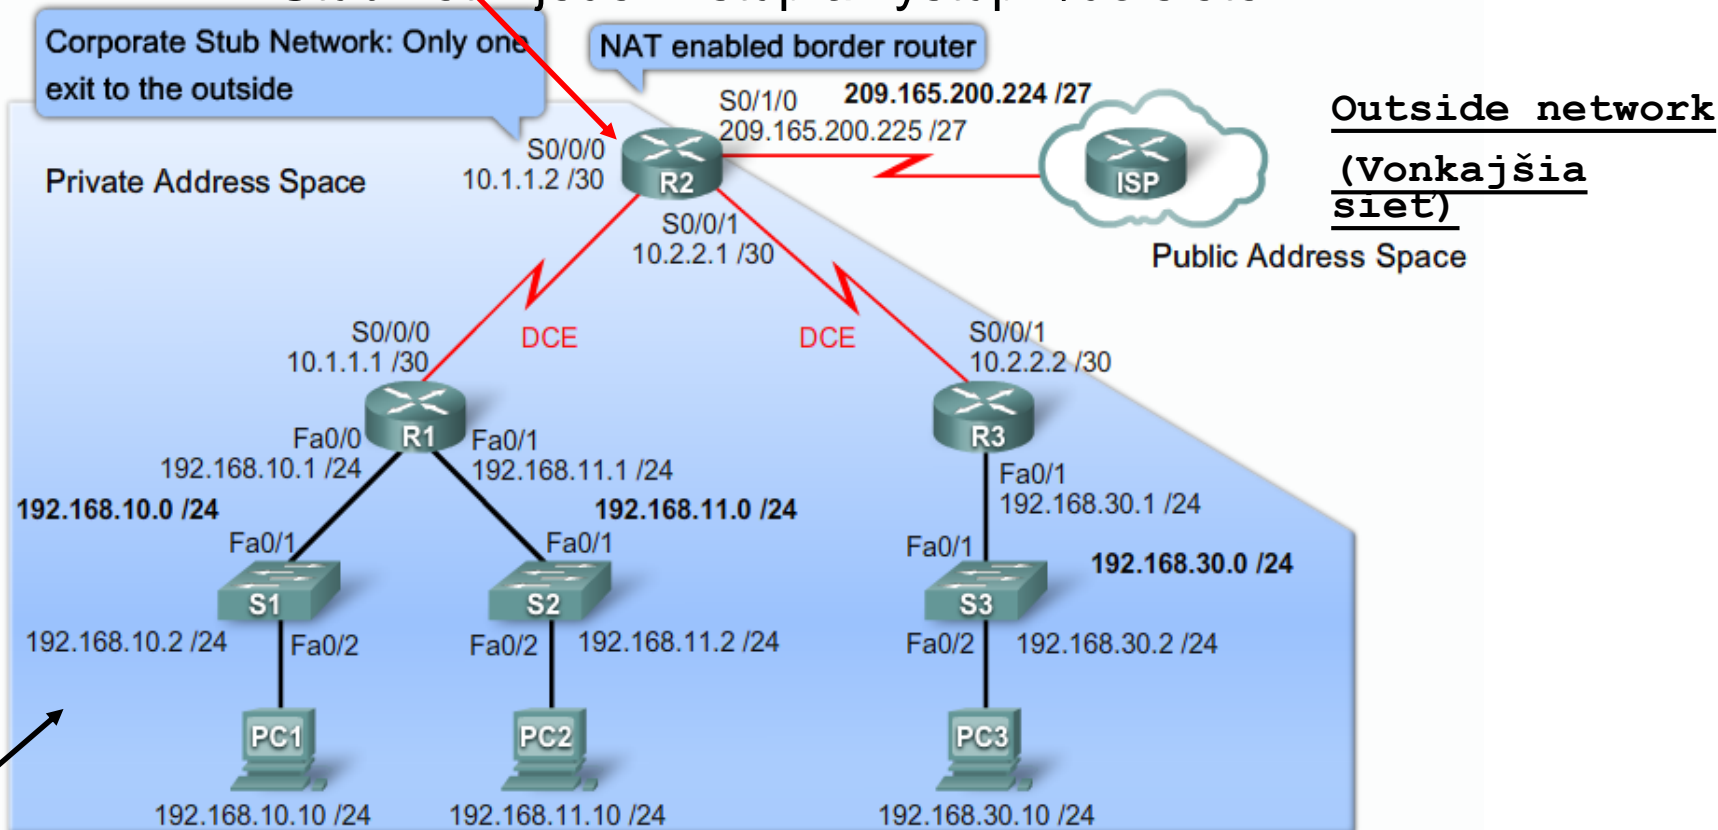 Corporate Stub Network: Only one
exit to the outside
NAT enabled border router
S0/1/0 209.165.200.224 /27
209.165.200.225 /27
Outside network
(Vonkajšia
sieť)
S0/0/0
10.1.1.2 /30
Private Address Space
R2
ISP
S0/0/1
10.2.2.1 /30
Public Address Space
S0/0/0
10.1.1.1 /30
DCE
DCE
S0/0/1
10.2.2.2 /30
R1
R3
Fa0/0
192.168.10.1 /24
Fa0/1
192.168.11.1 /24
Fa0/1
192.168.30.1 /24
192.168.10.0 /24
192.168.11.0 /24
192.168.30.0 /24
Fa0/1
Fa0/1
Fa0/1
S1
S2
S3
192.168.10.2 /24
Fa0/2
Fa0/2
192.168.11.2 /24
Fa0/2
192.168.30.2 /24
PC1
PC2
PC3
192.168.10.10 /24
192.168.11.10 /24
192.168.30.10 /24